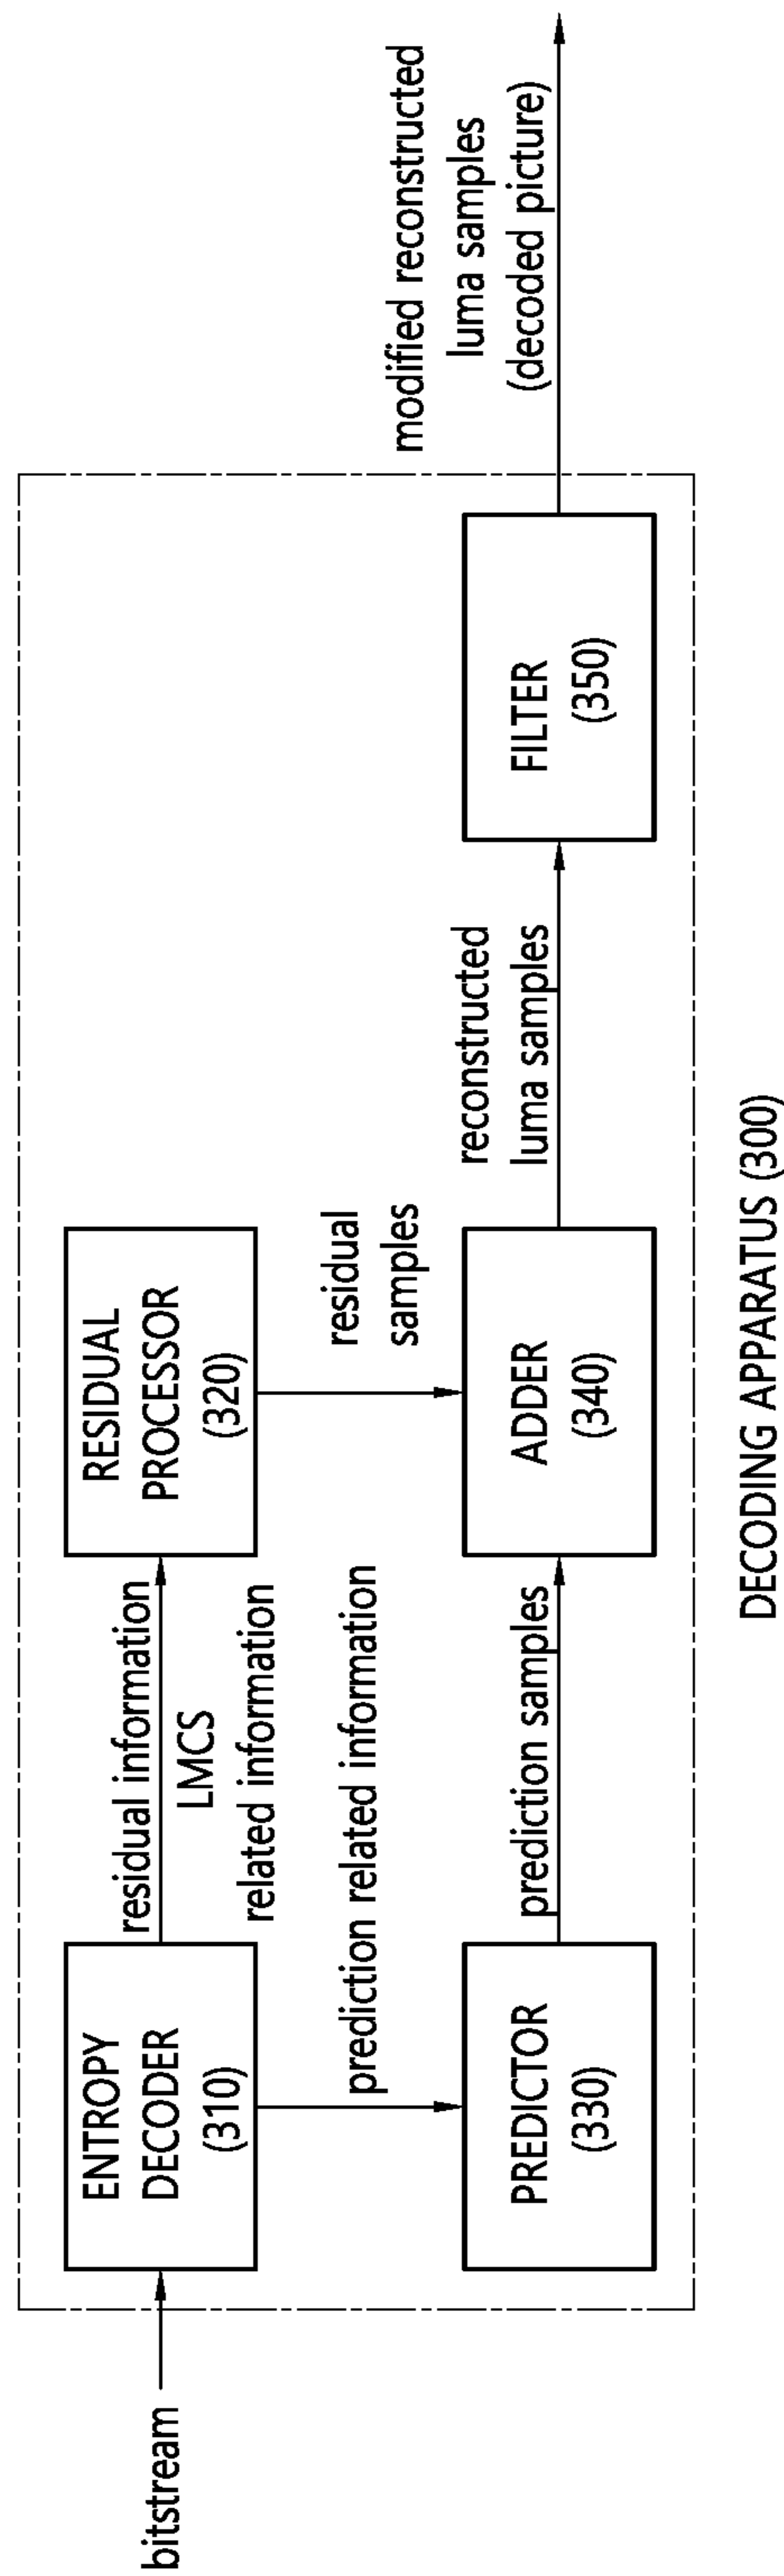 bitstream
ENTROPY
DECODER
(310)
residual information
LMCS
related information
RESIDUAL
PROCESSOR
(320)
prediction related information
residual
samples
PREDICTOR
(330)
prediction samples
ADDER
(340)
reconstructed
luma samples
FILTER
(350)
modified reconstructed
luma samples
(decoded picture)
DECODING APPARATUS (300)